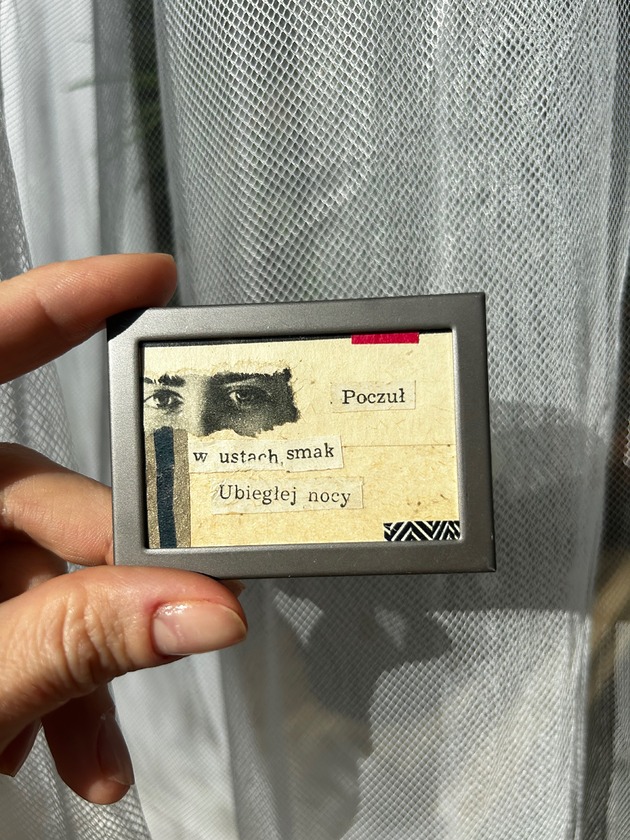 Poczuł
w ustach smak
Ubiegłej nocy